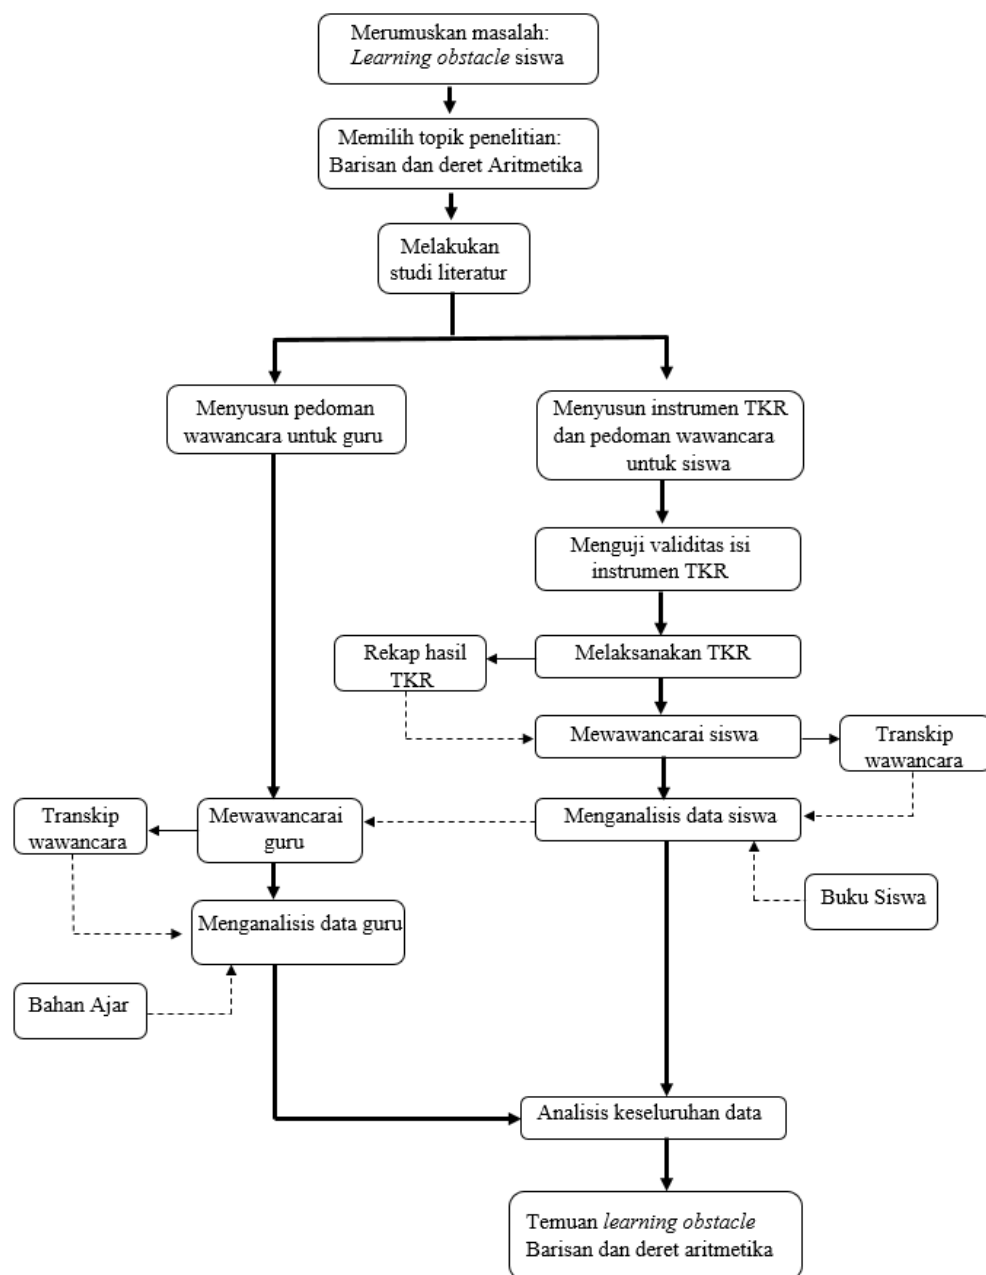 Merumuskan masalah:
Learning obstacle siswa
Memilih topik penelitian:
Barisan dan deret Aritmetika
Melakukan
studi literatur
Menyusun pedoman
wawancara untuk guru
Menyusun instrumen TKR
dan pedoman wawancara
untuk siswa
Menguji validitas isi
instrumen TKR
Rekap hasil
TKR
Melaksanakan TKR
Mewawancarai siswa
Transkip
wawancara
Transkip
wawancara
Mewawancarai
guru
Menganalisis data siswa
Buku Siswa
Menganalisis data guru
Bahan Ajar
Analisis keseluruhan data
Temuan learning obstacle
Barisan dan deret aritmetika